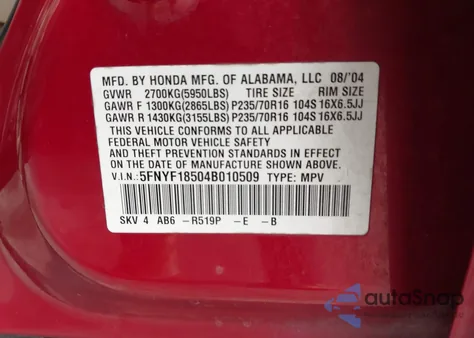 MFD. BY HONDA MFG. OF ALABAMA, LLC 08/'04
GVWR 2700KG(5950LBS) TIRE SIZE RIM SIZE
GAWR F 1300KG(2865LBS) P235/70R16 104S 16X6.5JJ
GAWR R 1430KG(3155LBS) P235/70R16 104S 16X6.5JJ
THIS VEHICLE CONFORMS TO ALL APPLICABLE
FEDERAL MOTOR VEHICLE SAFETY
AND THEFT PREVENTION STANDARDS IN EFFECT ON THE
DATE OF MANUFACTURE SHOWN ABOVE.
V.I.N.:5FNYF18504B010509 TYPE: MPV
SKV 4 AB6 -R519P -E -B
autoSnap